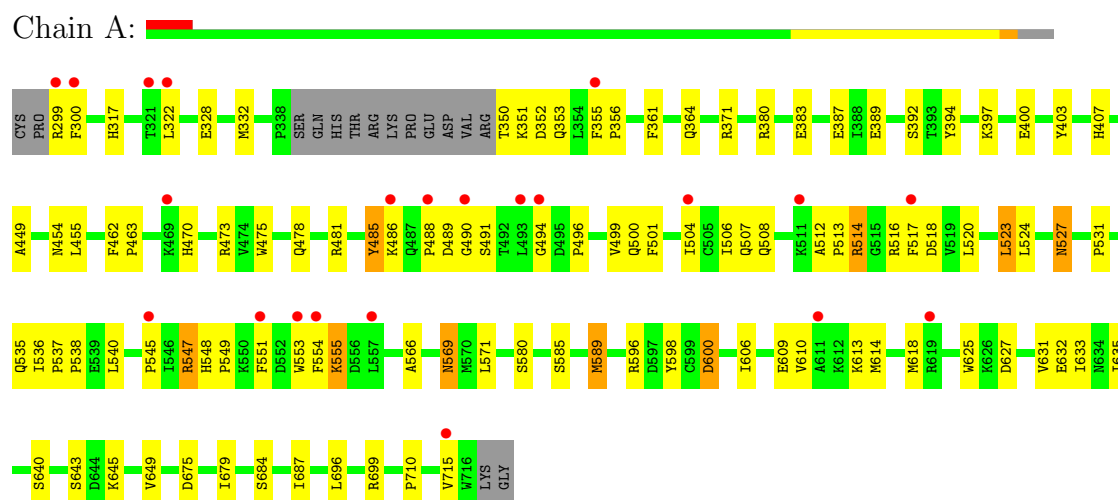 Chain A:
CYS PRO R299 F300 H317 T321 L322 E328 M332 P338 SER GLN HIS THR ARG LYS PRO GLU ASP VAL ARG T350 K351 D352 Q353 L354 F355 P356 F361 Q364 R371 R380 E383 E387 I388 E389 S392 T393 Y394 K397 E400 Y403 H407
A449 N454 L455 F462 P463 K469 H470 R473 V474 W475 Q478 R481 Y485 K486 Q487 P488 D489 G490 S491 T492 L493 G494 D495 P496 V499 Q500 F501 I504 C505 I506 Q507 Q508 K511 A512 P513 R514 G515 R516 F517 D518 V519 L520 L523 L524 N527 P531
Q535 I536 P537 P538 E539 L540 P545 I546 R547 H548 P549 K550 F551 D552 W553 F554 K555 D556 L557 A566 N569 M570 L571 S580 S585 M589 R596 D597 Y598 C599 D600 I606 E609 V610 A611 K612 K613 M614 M618 R619 W625 K626 D627 V631 E632 I633 N634
S640 S643 D644 K645 V649 D675 I679 S684 I687 L696 R699 P710 V715 W716 LYS GLY